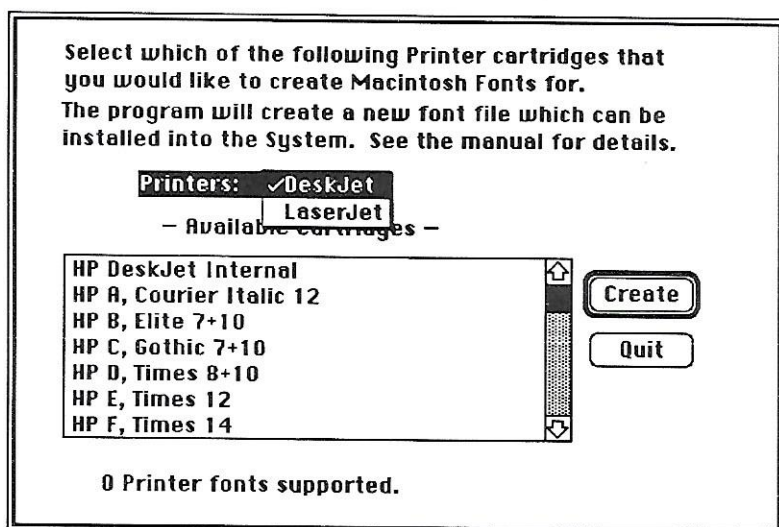 Select which of the following Printer cartridges that
you would like to create Macintosh Fonts for.
The program will create a new font file which can be
installed into the System. See the manual for details.
Printers: ✓DeskJet
LaserJet
– Available cartridges –
HP DeskJet Internal
HP A, Courier Italic 12
HP B, Elite 7+10
HP C, Gothic 7+10
HP D, Times 8+10
HP E, Times 12
HP F, Times 14
Create
Quit
0 Printer fonts supported.